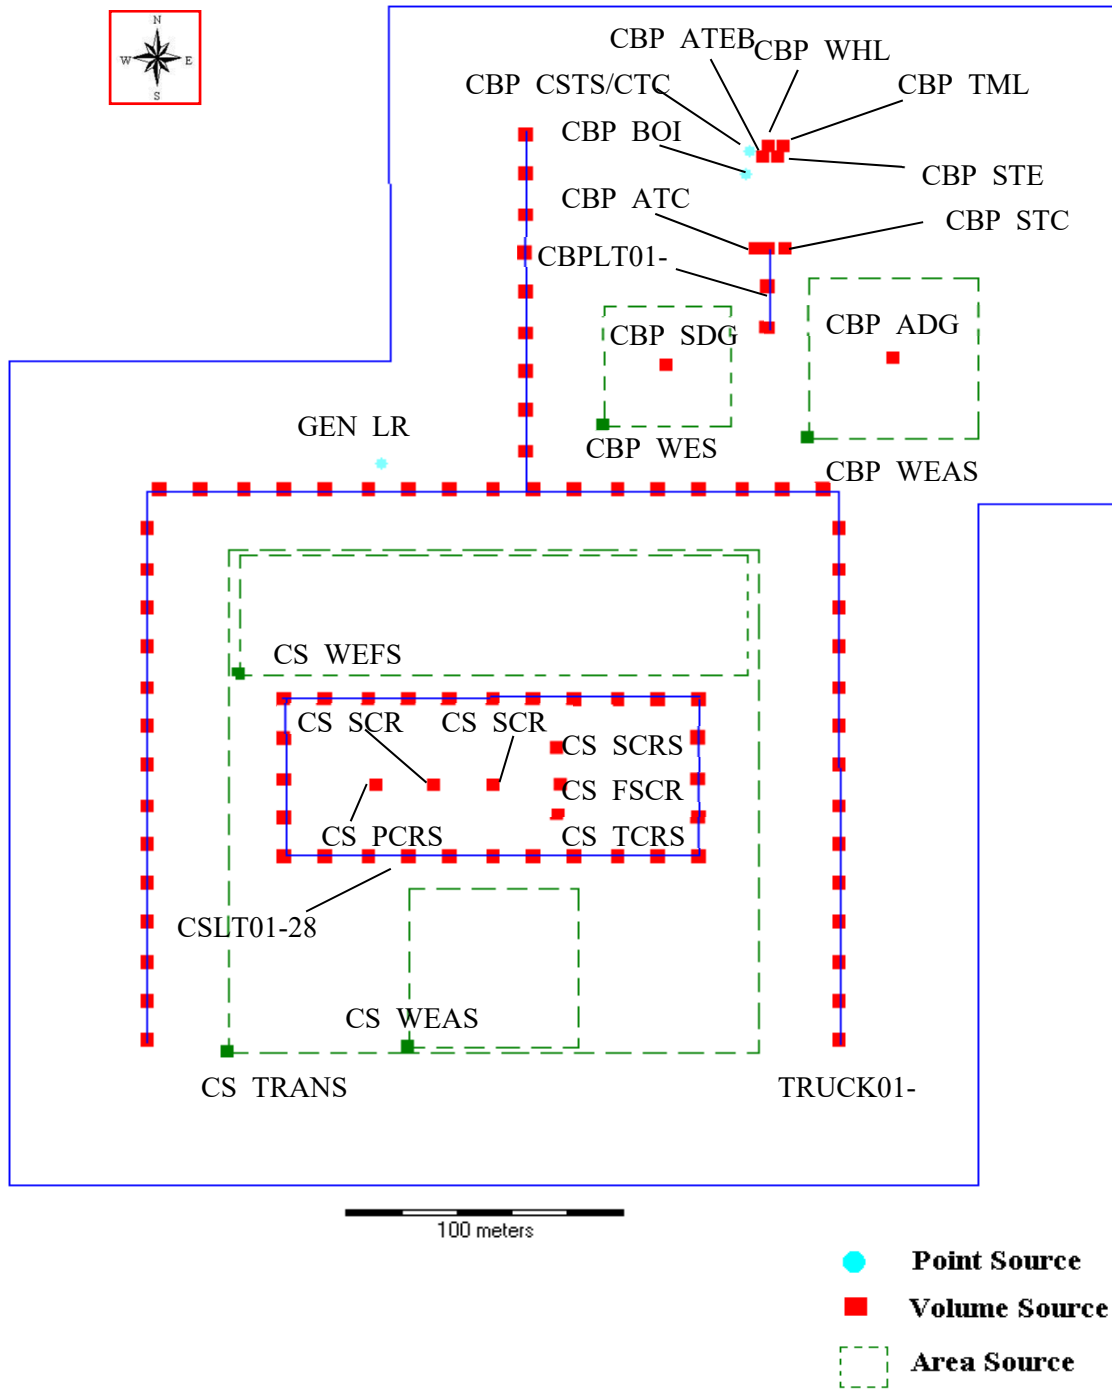 N
W E
S
CBP ATEB
CBP WHL
CBP CSTS/CTC
CBP TML
CBP BOI
CBP STE
CBP ATC
CBP STC
CBPLT01-
CBP SDG
CBP ADG
GEN LR
CBP WES
CBP WEAS
CS WEFS
CS SCR
CS SCR
CS SCRS
CS FSCR
CS PCRS
CS TCRS
CSLT01-28
CS WEAS
CS TRANS
TRUCK01-
100 meters
Point Source
Volume Source
Area Source